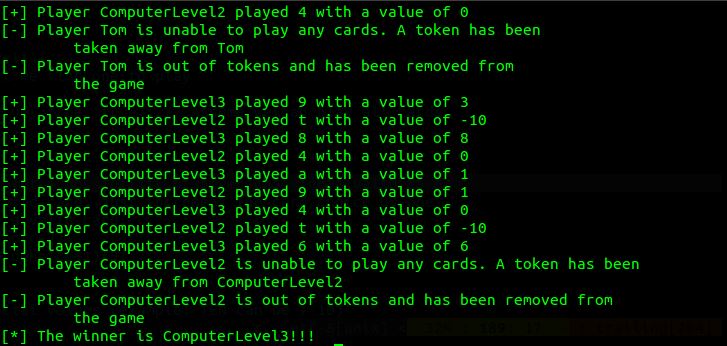 [+] Player ComputerLevel2 played 4 with a value of 0
[-] Player Tom is unable to play any cards. A token has been
taken away from Tom
[-] Player Tom is out of tokens and has been removed from
the game
[+] Player ComputerLevel3 played 9 with a value of 3
[+] Player ComputerLevel2 played t with a value of -10
[+] Player ComputerLevel3 played 8 with a value of 8
[+] Player ComputerLevel2 played 4 with a value of 0
[+] Player ComputerLevel3 played a with a value of 1
[+] Player ComputerLevel2 played 9 with a value of 1
[+] Player ComputerLevel3 played 4 with a value of 0
[+] Player ComputerLevel2 played t with a value of -10
[+] Player ComputerLevel3 played 6 with a value of 6
[-] Player ComputerLevel2 is unable to play any cards. A token has been
taken away from ComputerLevel2
[-] Player ComputerLevel2 is out of tokens and has been removed from
the game
[*] The winner is ComputerLevel3!!!